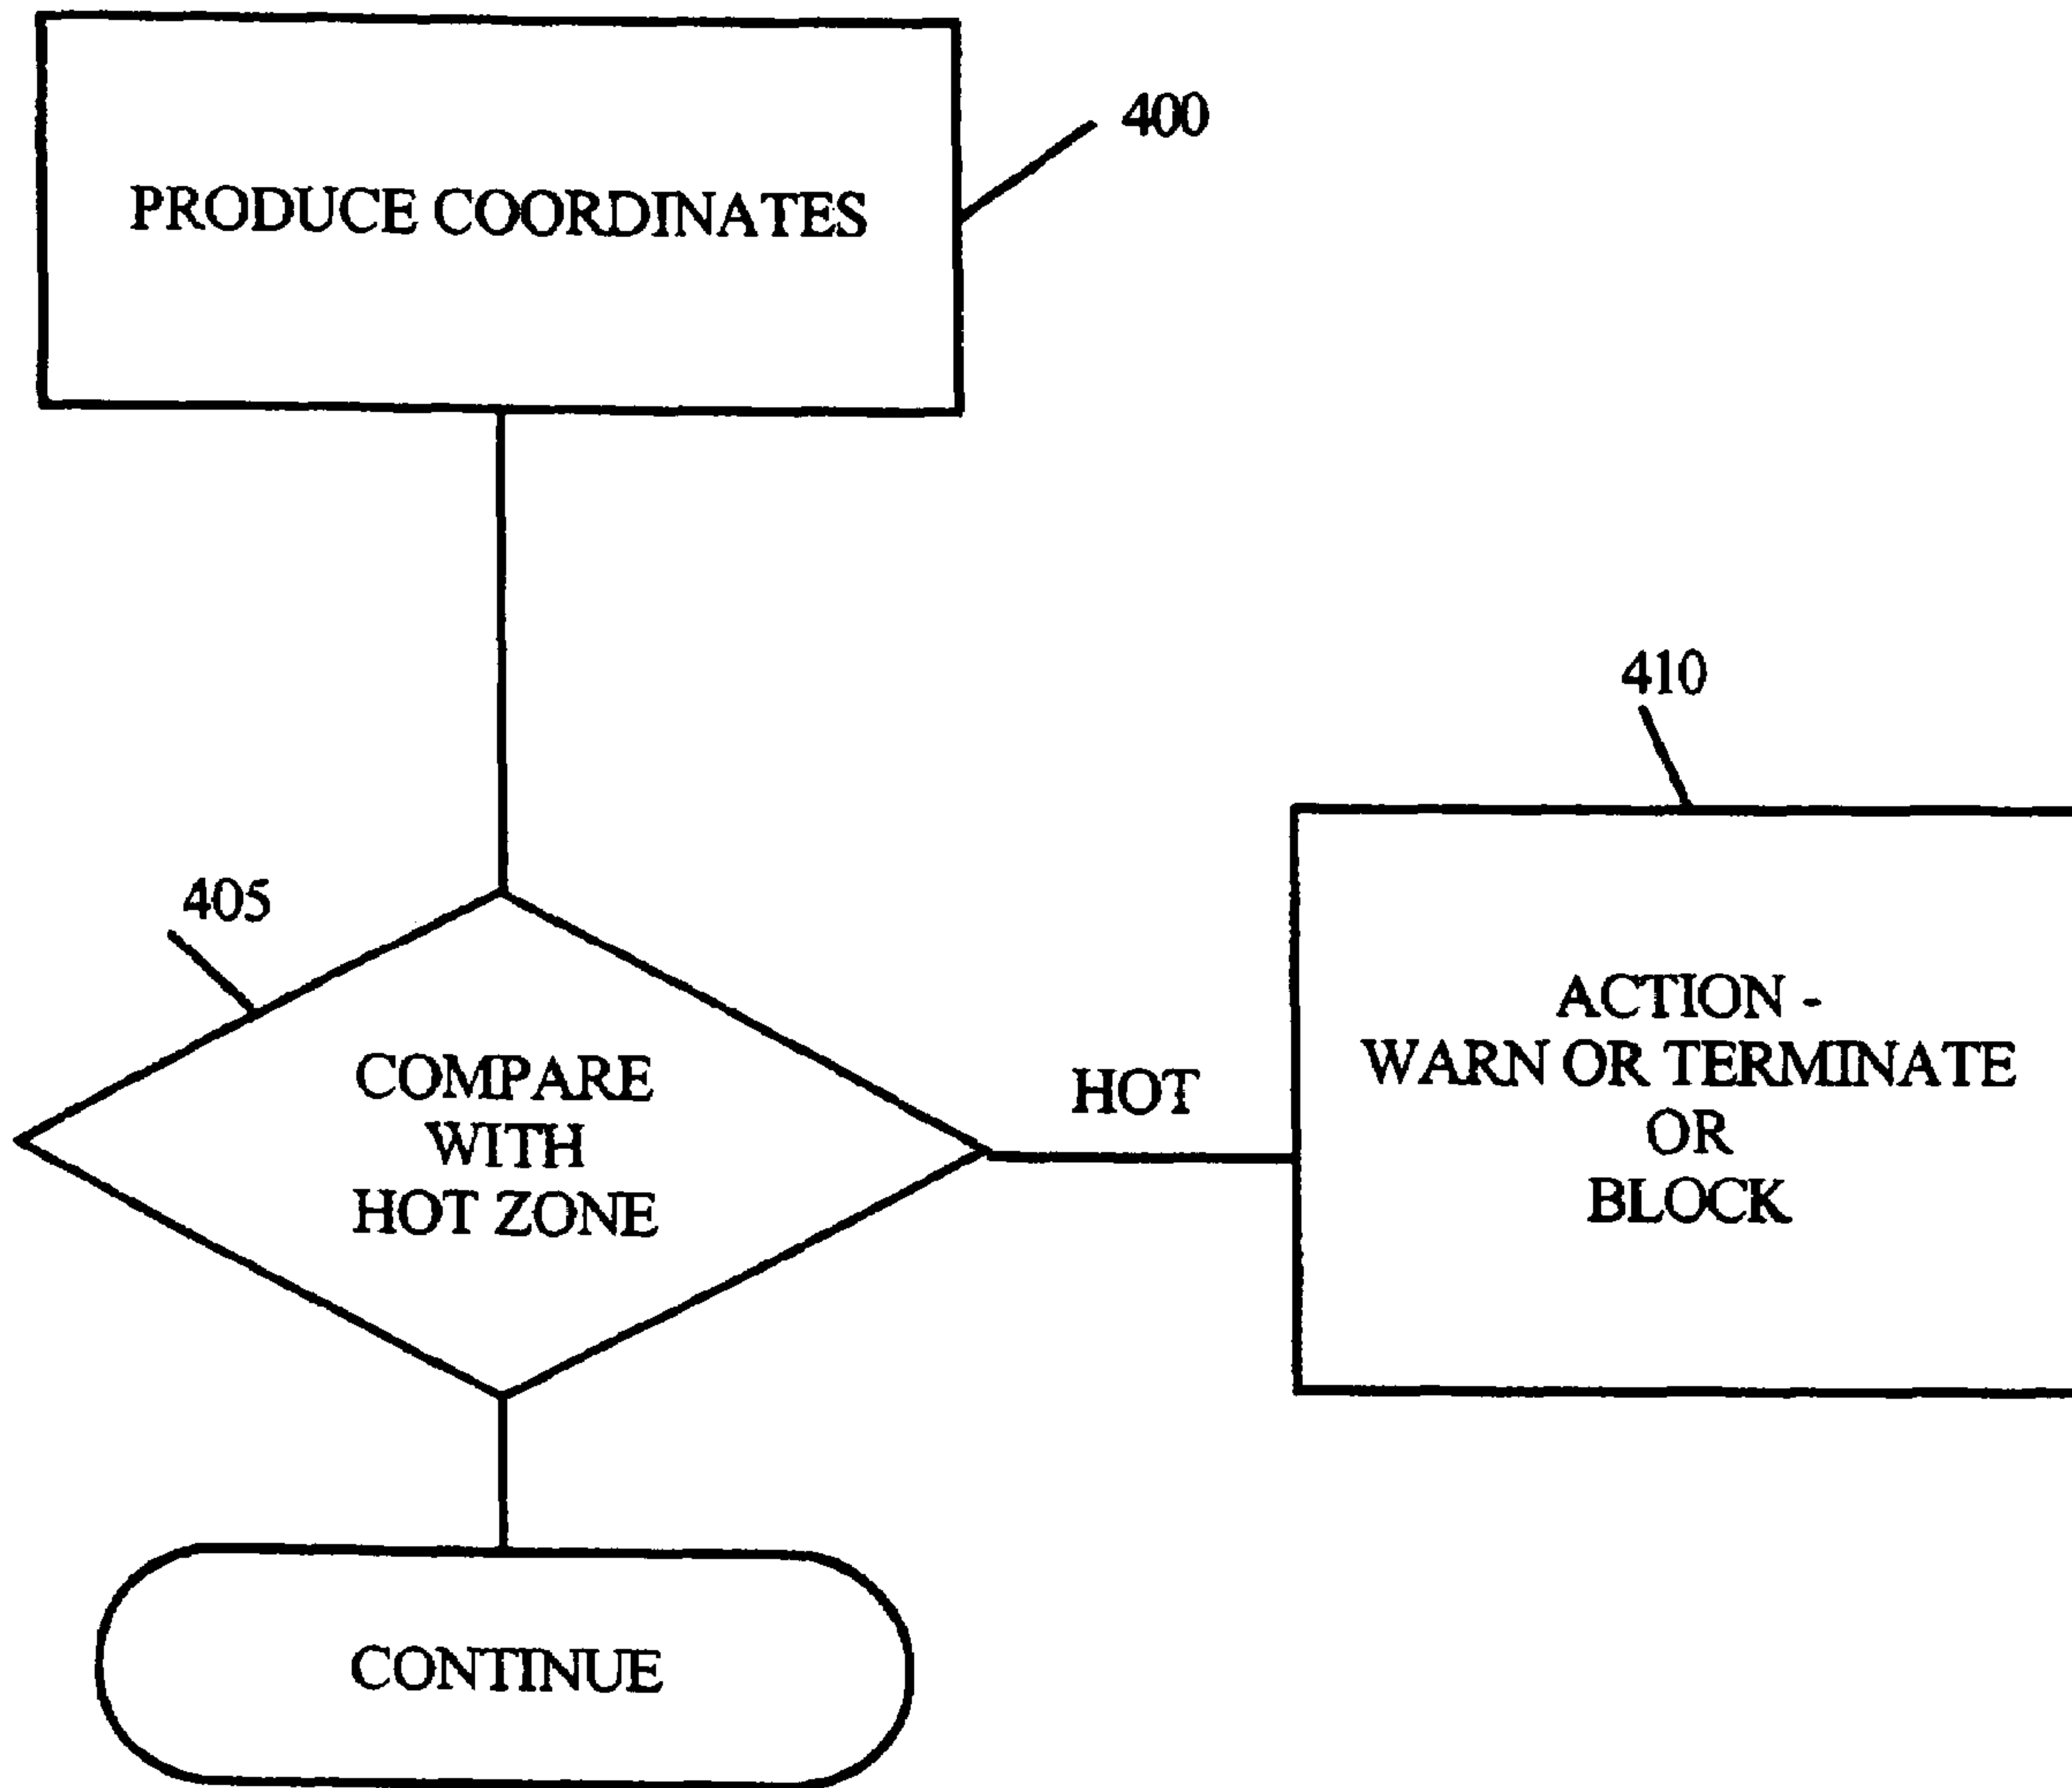 400
PRODUCE COORDINATES
410
405
COMPARE
WITH
HOT ZONE
HOT
ACTION -
WARN OR TERMINATE
OR
BLOCK
CONTINUE